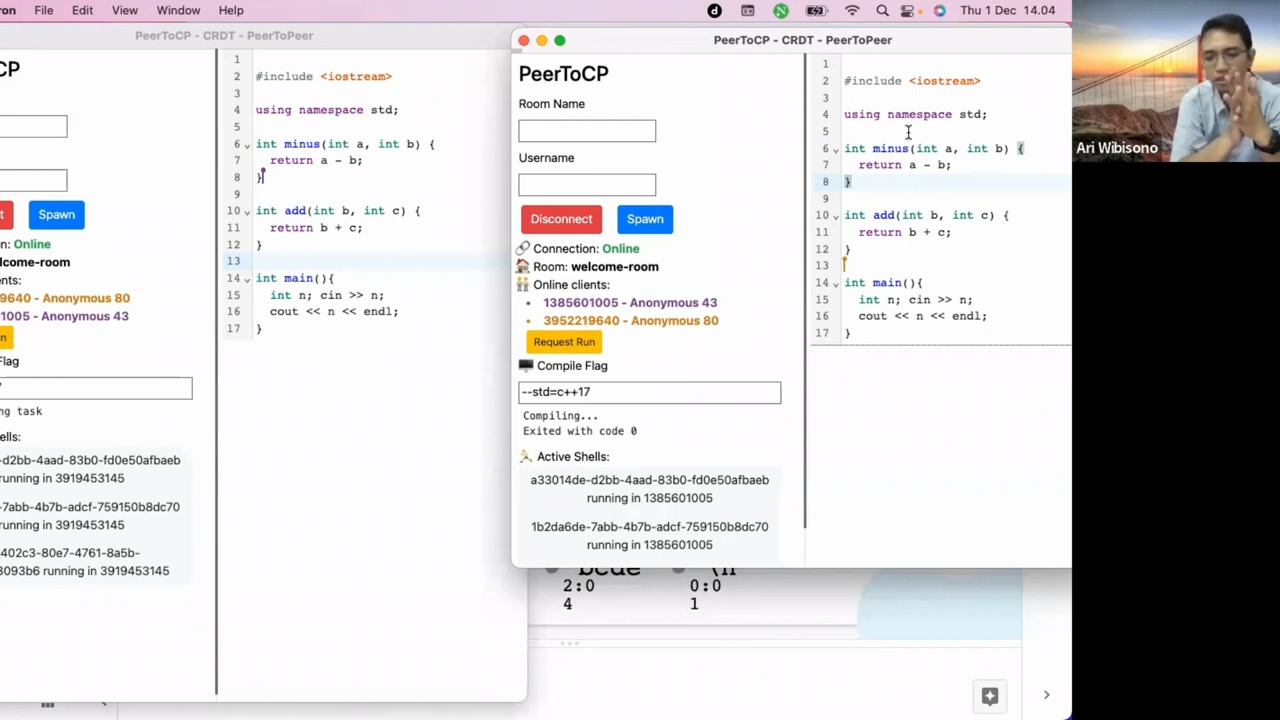 ron File Edit View Window Help Thu 1 Dec 14.04
PeerToCP - CRDT - PeerToPeer
CP
t Spawn
n: Online
lcome-room
ents:
9640 - Anonymous 80
1005 - Anonymous 43
n
Flag
ng task
ells:
-d2bb-4aad-83b0-fd0e50afbaeb
running in 3919453145
-7abb-4b7b-adcf-759150b8dc70
running in 3919453145
402c3-80e7-4761-8a5b-
3093b6 running in 3919453145
1
2 #include <iostream>
3
4 using namespace std;
5
6 int minus(int a, int b) {
7 return a - b;
8 }
9
10 int add(int b, int c) {
11 return b + c;
12 }
13
14 int main(){
15 int n; cin >> n;
16 cout << n << endl;
17 }
PeerToCP - CRDT - PeerToPeer
PeerToCP
Room Name
Username
Disconnect Spawn
Connection: Online
Room: welcome-room
Online clients:
1385601005 - Anonymous 43
3952219640 - Anonymous 80
Request Run
Compile Flag
--std=c++17
Compiling...
Exited with code 0
Active Shells:
a33014de-d2bb-4aad-83b0-fd0e50afbaeb
running in 1385601005
1b2da6de-7abb-4b7b-adcf-759150b8dc70
running in 1385601005
1
2 #include <iostream>
3
4 using namespace std;
5
6 int minus(int a, int b) {
7 return a - b;
8 }
9
10 int add(int b, int c) {
11 return b + c;
12 }
13
14 int main(){
15 int n; cin >> n;
16 cout << n << endl;
17 }
2:0 0:0
4 1
Ari Wibisono